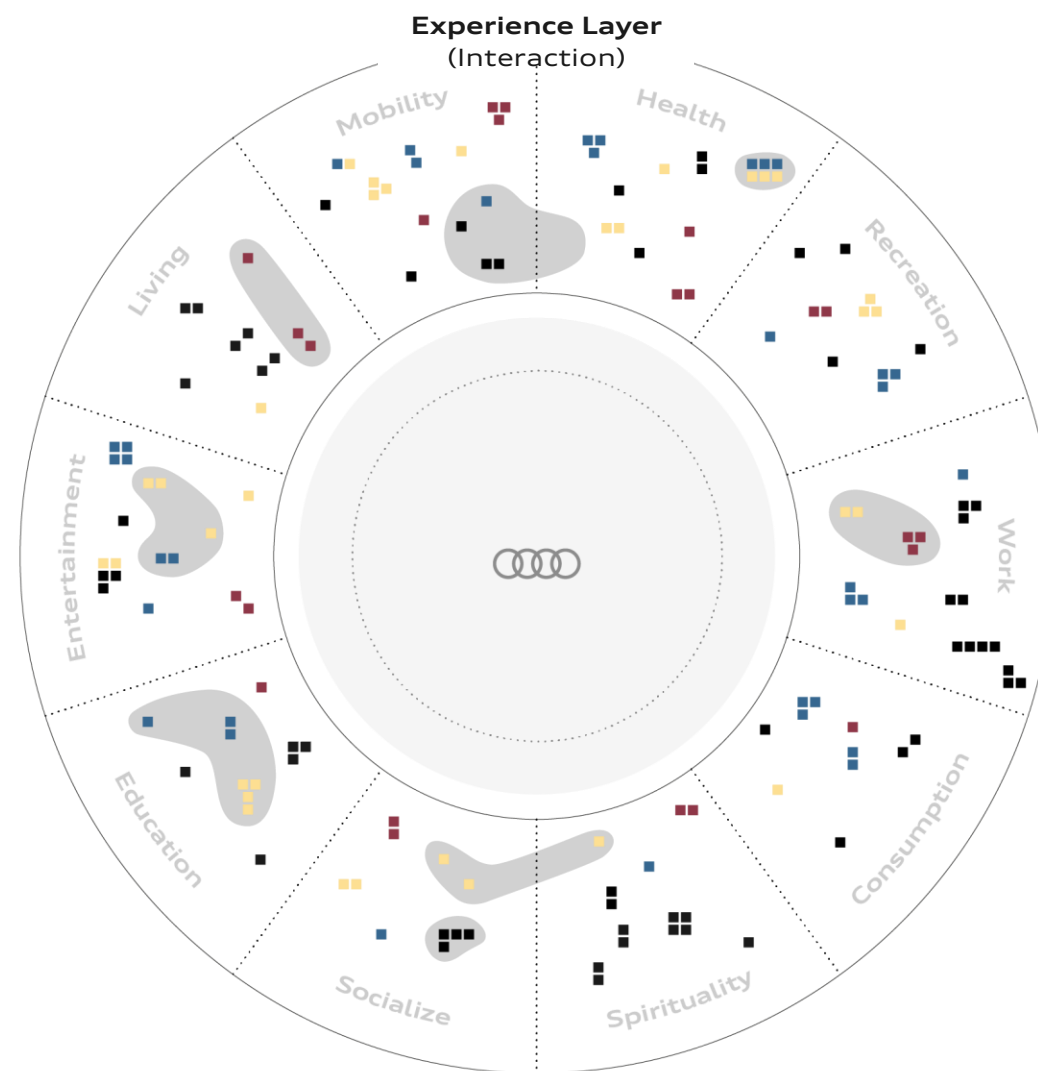 Experience Layer
(Interaction)
Mobility
Health
Living
Recreation
Entertainment
Work
Education
Consumption
Socialize
Spirituality